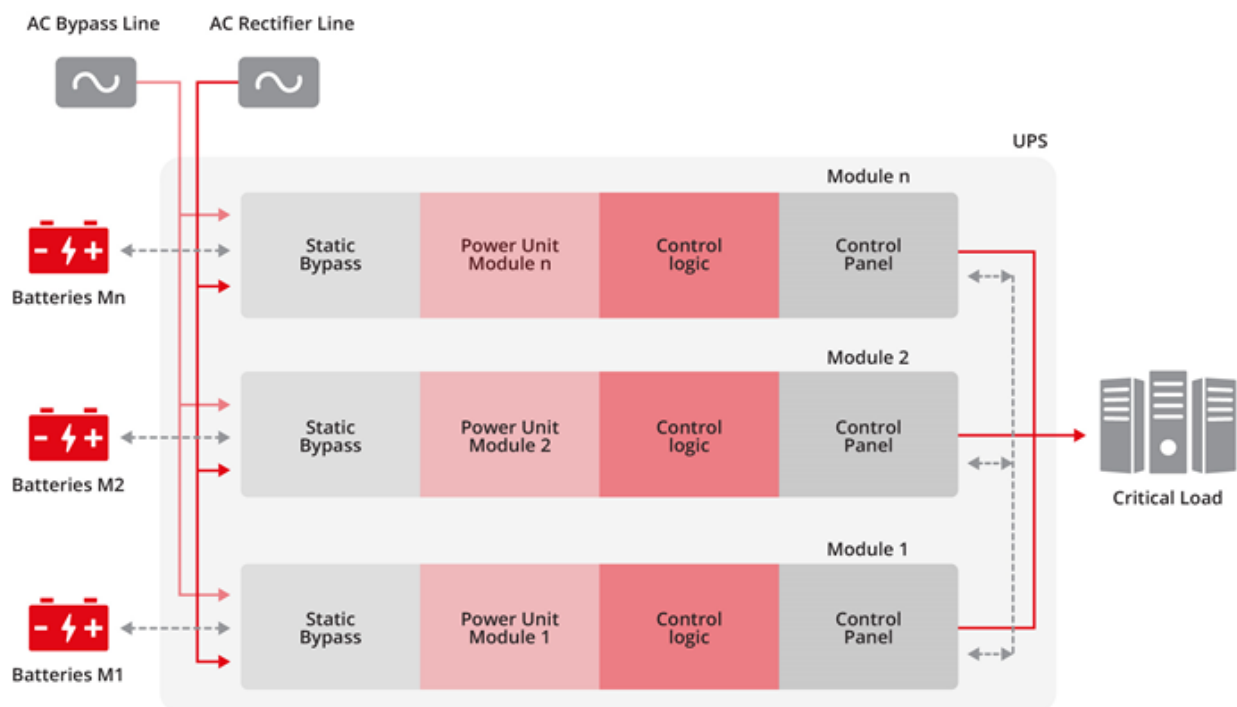 AC Bypass Line
AC Rectifier Line
UPS
Module n
Static
Bypass
Power Unit
Module n
Control
logic
Control
Panel
Batteries Mn
Module 2
Static
Bypass
Power Unit
Module 2
Control
logic
Control
Panel
Batteries M2
Critical Load
Module 1
Static
Bypass
Power Unit
Module 1
Control
logic
Control
Panel
Batteries M1